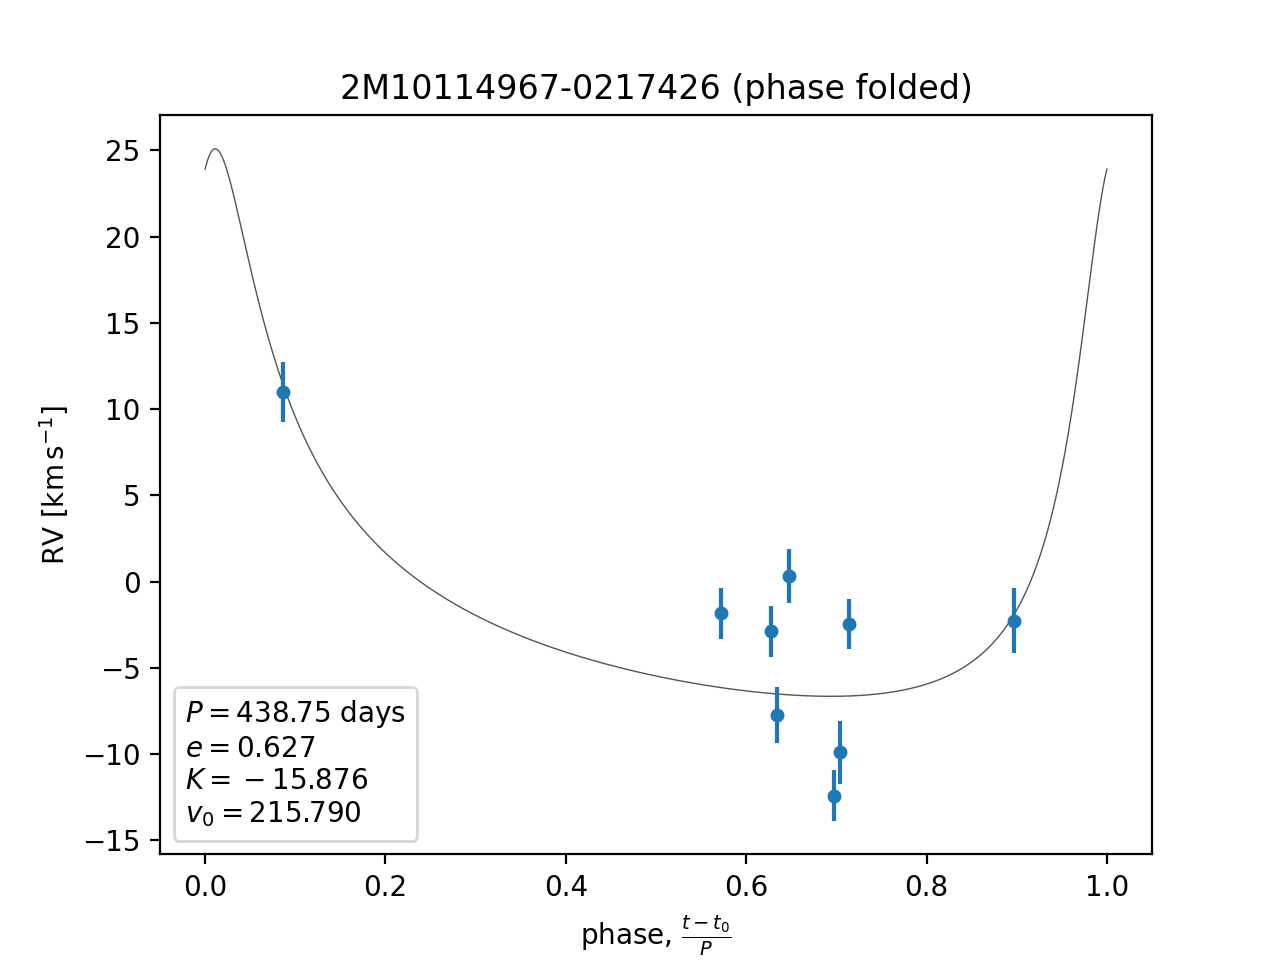 2M10114967-0217426 (phase folded)
25
20
15
10
5
0
−5
−10
−15
RV [km s⁻¹]
P = 438.75 days
e = 0.627
K = −15.876
v₀ = 215.790
0.0 0.2 0.4 0.6 0.8 1.0
phase, (t − t₀)/P